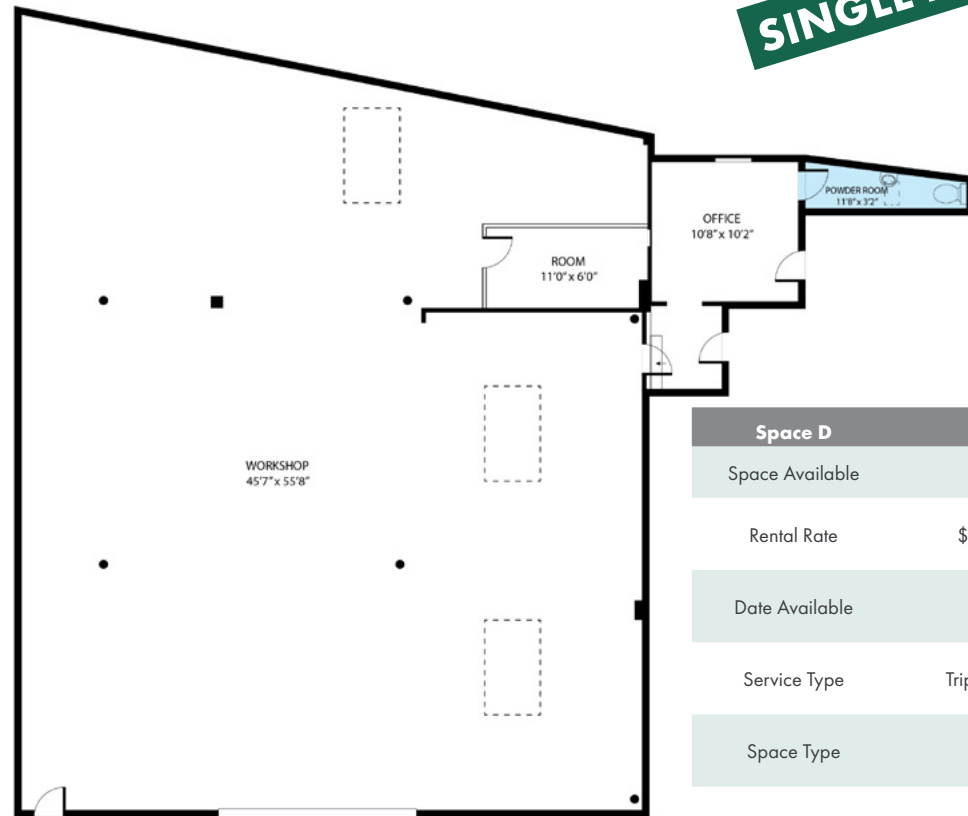 SINGLE
POWDER ROOM
11'8" x 3'2"
OFFICE
10'8" x 10'2"
ROOM
11'0" x 6'0"
WORKSHOP
45'7" x 55'8"
Space D
Space Available
Rental Rate $
Date Available
Service Type Trip
Space Type